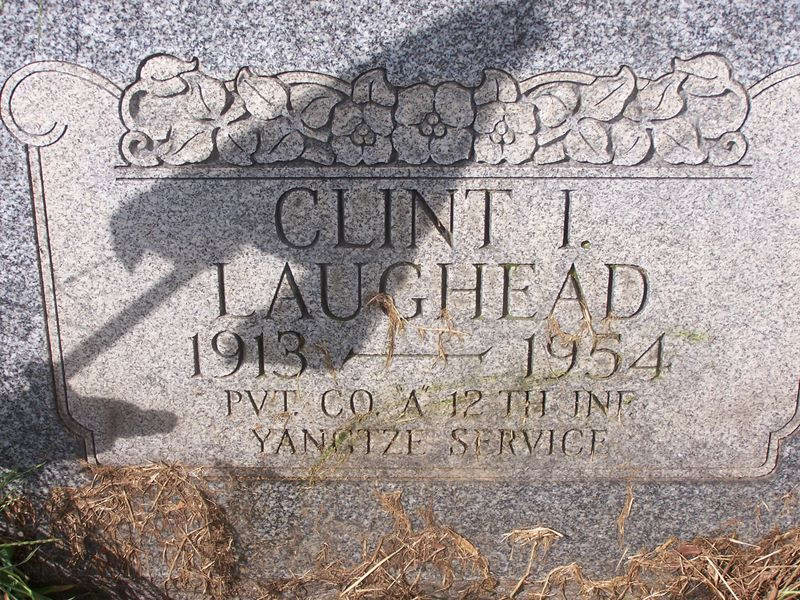 CLINT I.
LAUGHEAD
1913 — 1954
PVT. CO. "A" 12 TH INF.
YANGTZE SERVICE